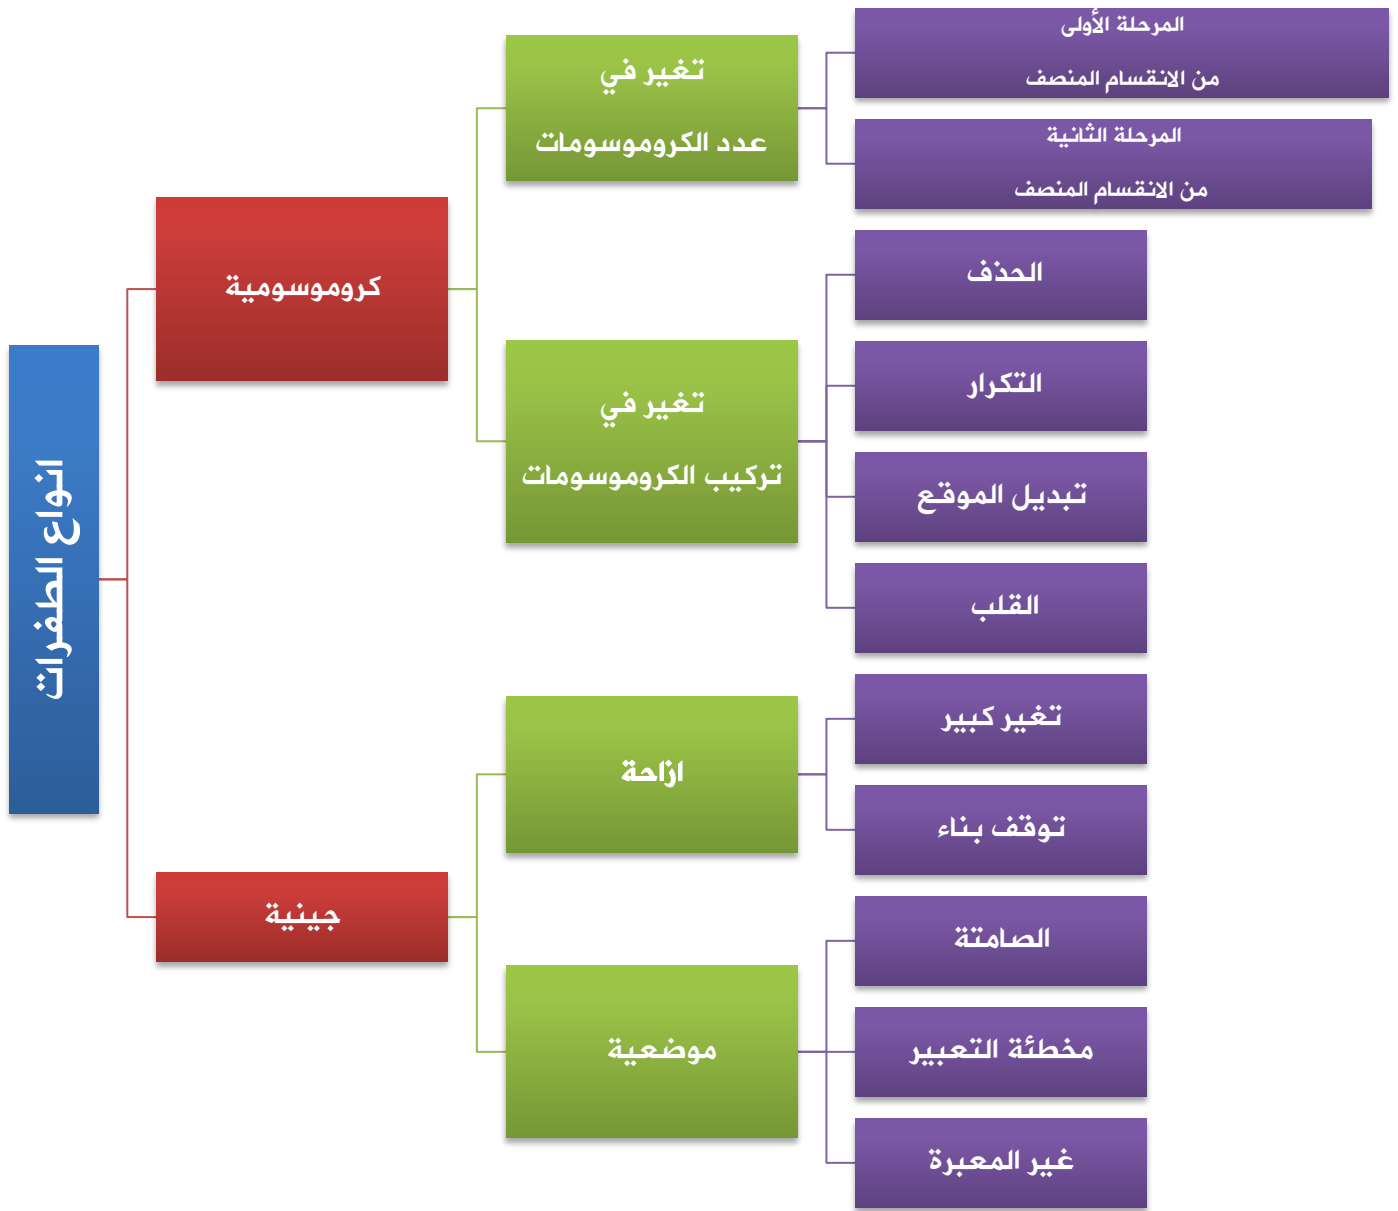 انواع الطفرات
كروموسومية
تغير في
عدد الكروموسومات
المرحلة الأولى
من الانقسام المنصف
المرحلة الثانية
من الانقسام المنصف
تغير في
تركيب الكروموسومات
الحذف
التكرار
تبديل الموقع
القلب
جينية
ازاحة
تغير كبير
توقف بناء
موضعية
الصامتة
مخطئة التعبير
غير المعبرة